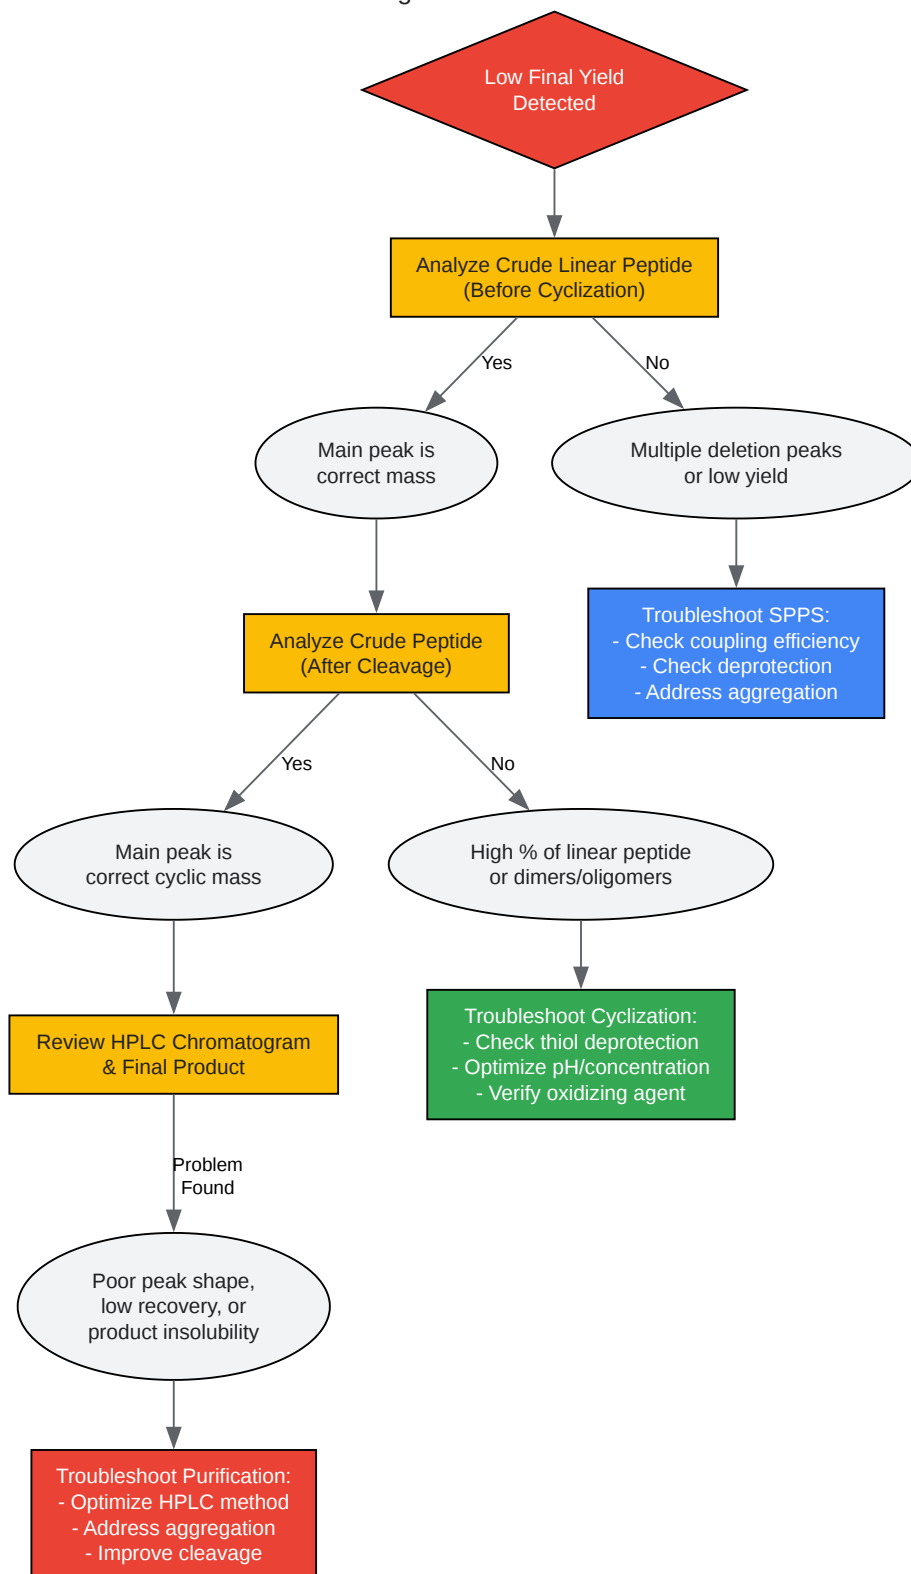 Low Final Yield
Detected
Analyze Crude Linear Peptide
(Before Cyclization)
Yes
No
Main peak is
correct mass
Multiple deletion peaks
or low yield
Analyze Crude Peptide
(After Cleavage)
Troubleshoot SPPS:
- Check coupling efficiency
- Check deprotection
- Address aggregation
Yes
No
Main peak is
correct cyclic mass
High % of linear peptide
or dimers/oligomers
Review HPLC Chromatogram
& Final Product
Troubleshoot Cyclization:
- Check thiol deprotection
- Optimize pH/concentration
- Verify oxidizing agent
Problem
Found
Poor peak shape,
low recovery, or
product insolubility
Troubleshoot Purification:
- Optimize HPLC method
- Address aggregation
- Improve cleavage